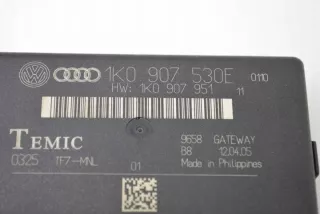 1K0 907 530E 0110
HW: 1K0 907 951 11
TEMIC
9658 GATEWAY
0325 TF7-MNL 01
B8 12.04.05
Made in Philippines